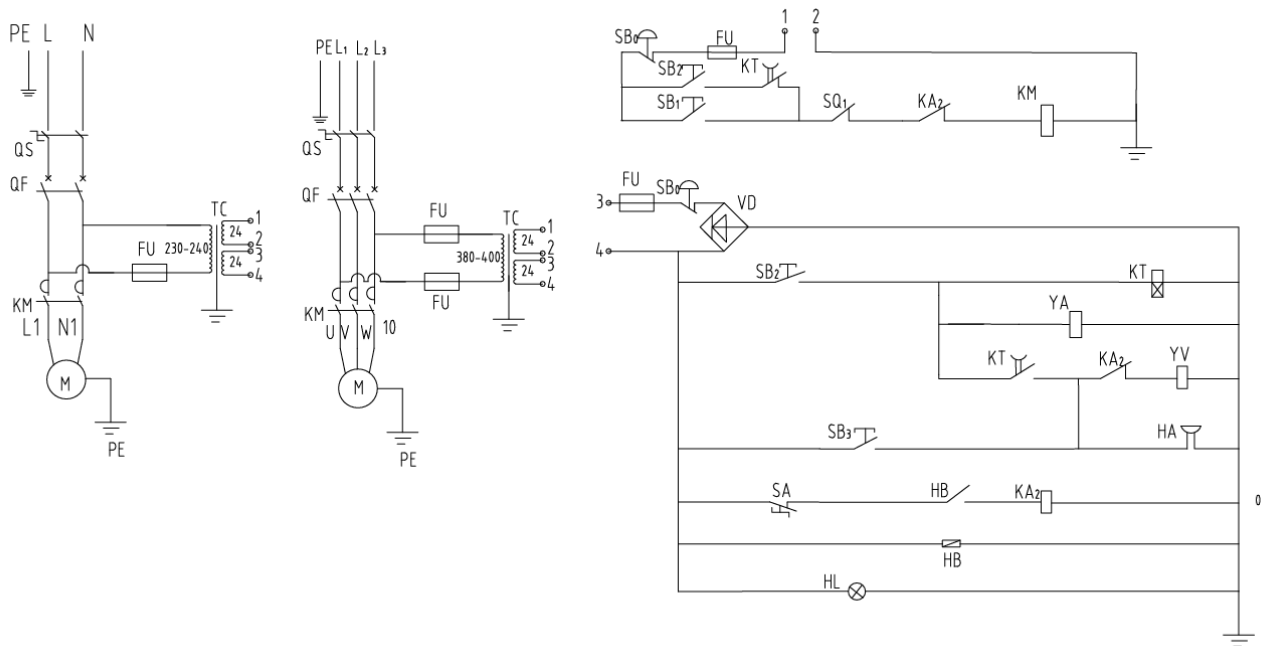 PE L N
QS
QF
TC
1
24
2
FU 230-240
3
24
4
KM
L1 N1
M
PE
PE L₁ L₂ L₃
QS
QF
FU
TC
1
24
2
380-400
3
24
4
FU
KM
U V W 10
M
PE
1 2
SB₀ FU
SB₂ KT
SB₁ SQ₁ KA₂ KM
FU SB₀ VD
3
4
SB₂ KT
YA
KT KA₂ YV
SB₃ HA
SA HB KA₂
0
HB
HL